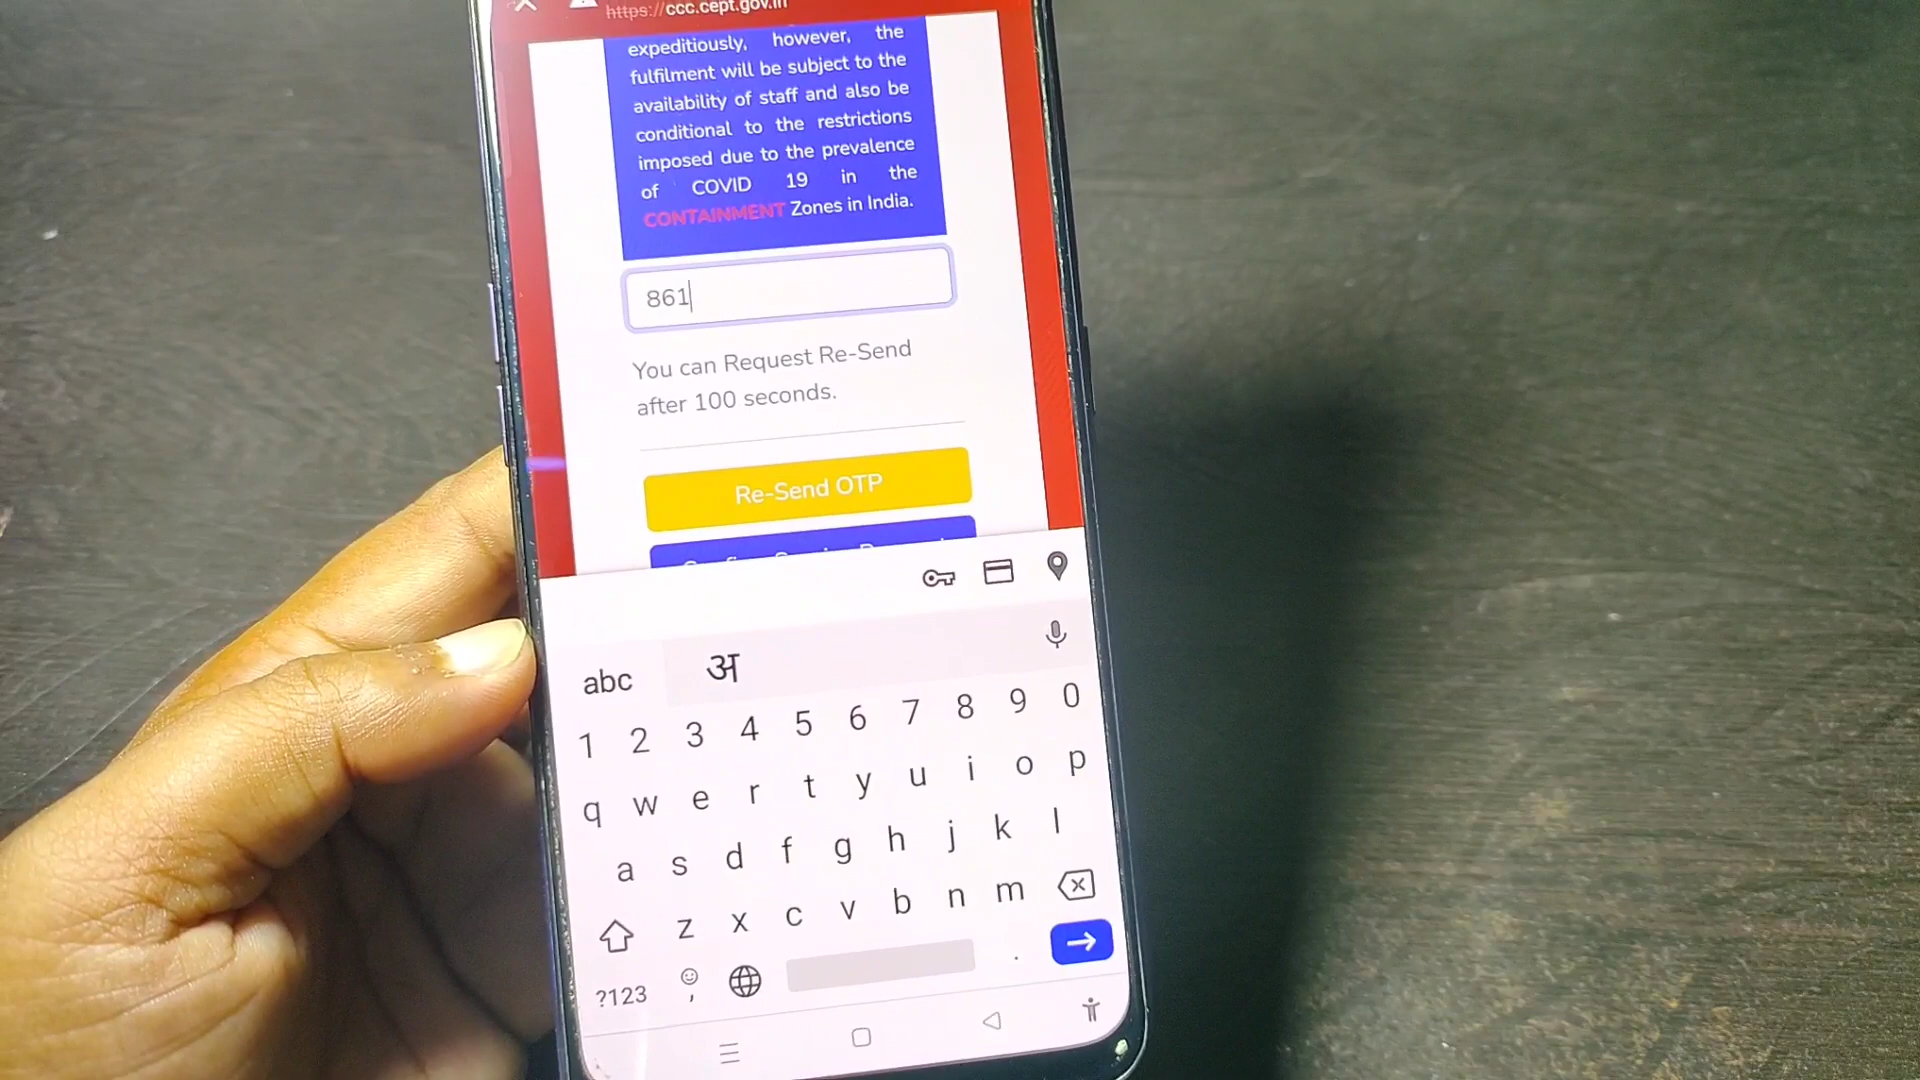 https://ccc.cept.gov.in
expeditiously, however, the
fulfilment will be subject to the
availability of staff and also be
conditional to the restrictions
imposed due to the prevalence
of COVID 19 in the
CONTAINMENT Zones in India.
861
You can Request Re-Send
after 100 seconds.
Re-Send OTP
abc अ
1 2 3 4 5 6 7 8 9 0
q w e r t y u i o p
a s d f g h j k l
z x c v b n m
?123 , .